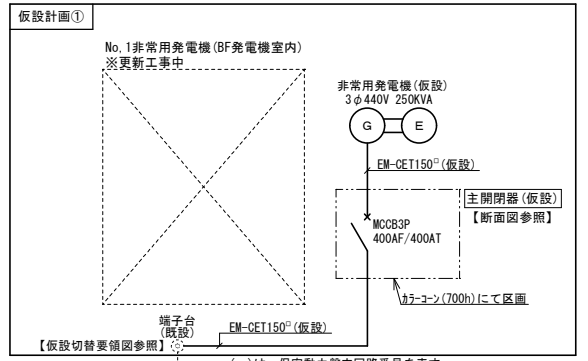 仮設計画①
No,1非常用発電機(BF発電機室内)
※更新工事中
非常用発電機(仮設)
3φ440V 250KVA
G E
EM-CET150□(仮設)
主開閉器(仮設)
【断面図参照】
MCCB3P
400AF/400AT
カラーコーン(700h)にて区画
端子台
(既設)
EM-CET150□(仮設)
【仮設切替要領図参照】